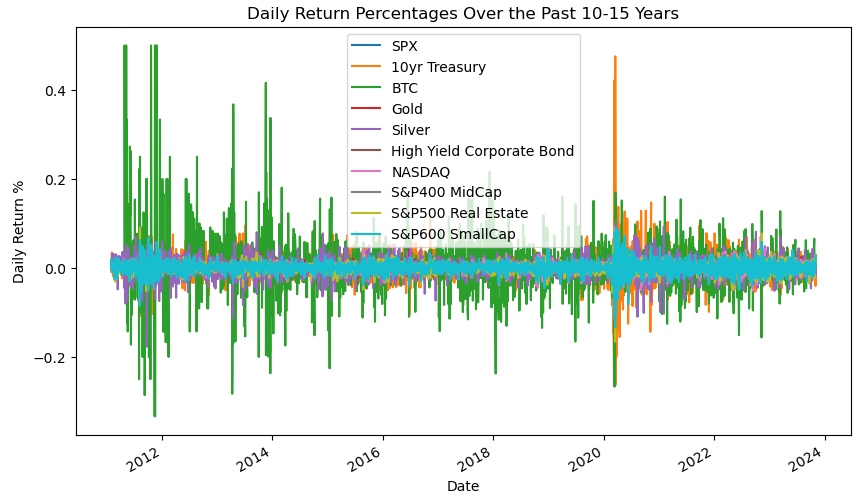 Daily Return Percentages Over the Past 10-15 Years
SPX
10yr Treasury
BTC
Gold
Silver
High Yield Corporate Bond
NASDAQ
S&P400 MidCap
S&P500 Real Estate
S&P600 SmallCap
Daily Return %
0.4
0.2
0.0
−0.2
2012
2014
2016
2018
2020
2022
2024
Date